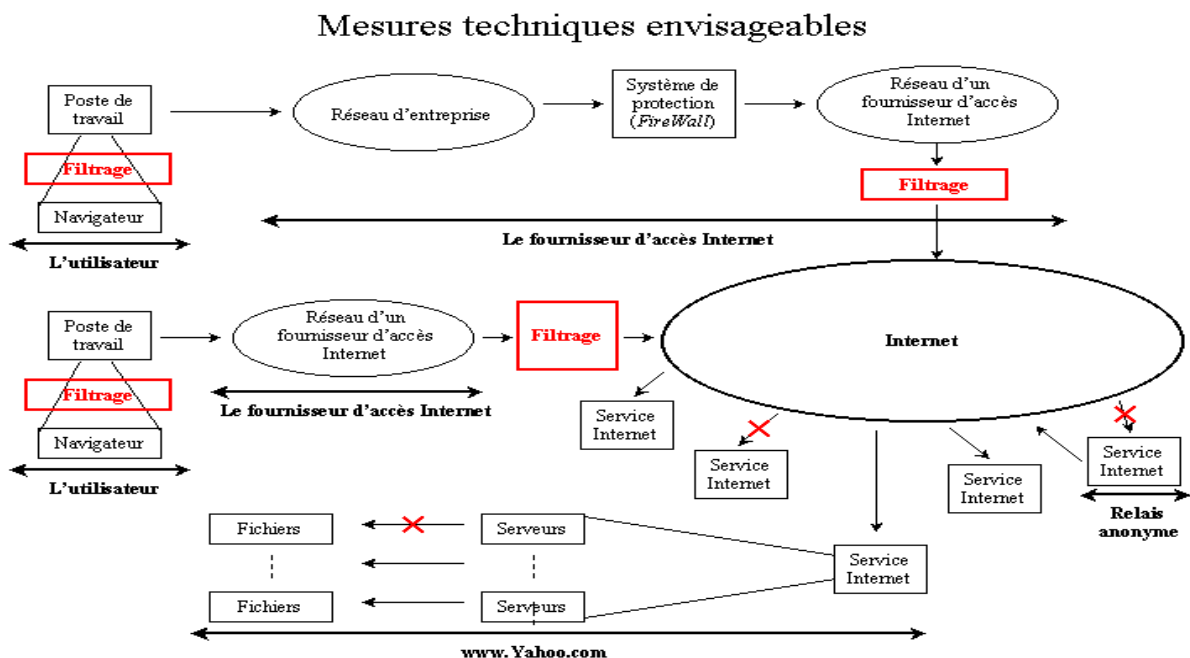 Mesures techniques envisageables
Poste de
travail
Filtrage
Navigateur
L'utilisateur
Réseau d'entreprise
Système de
protection
(FireWall)
Réseau d'un
fournisseur d'accès
Internet
Filtrage
Le fournisseur d'accès Internet
Poste de
travail
Filtrage
Navigateur
L'utilisateur
Réseau d'un
fournisseur d'accès
Internet
Le fournisseur d'accès Internet
Filtrage
Internet
Service
Internet
Service
Internet
Service
Internet
Service
Internet
Relais
anonyme
Fichiers
Serveurs
Service
Internet
Fichiers
Serveurs
www.Yahoo.com